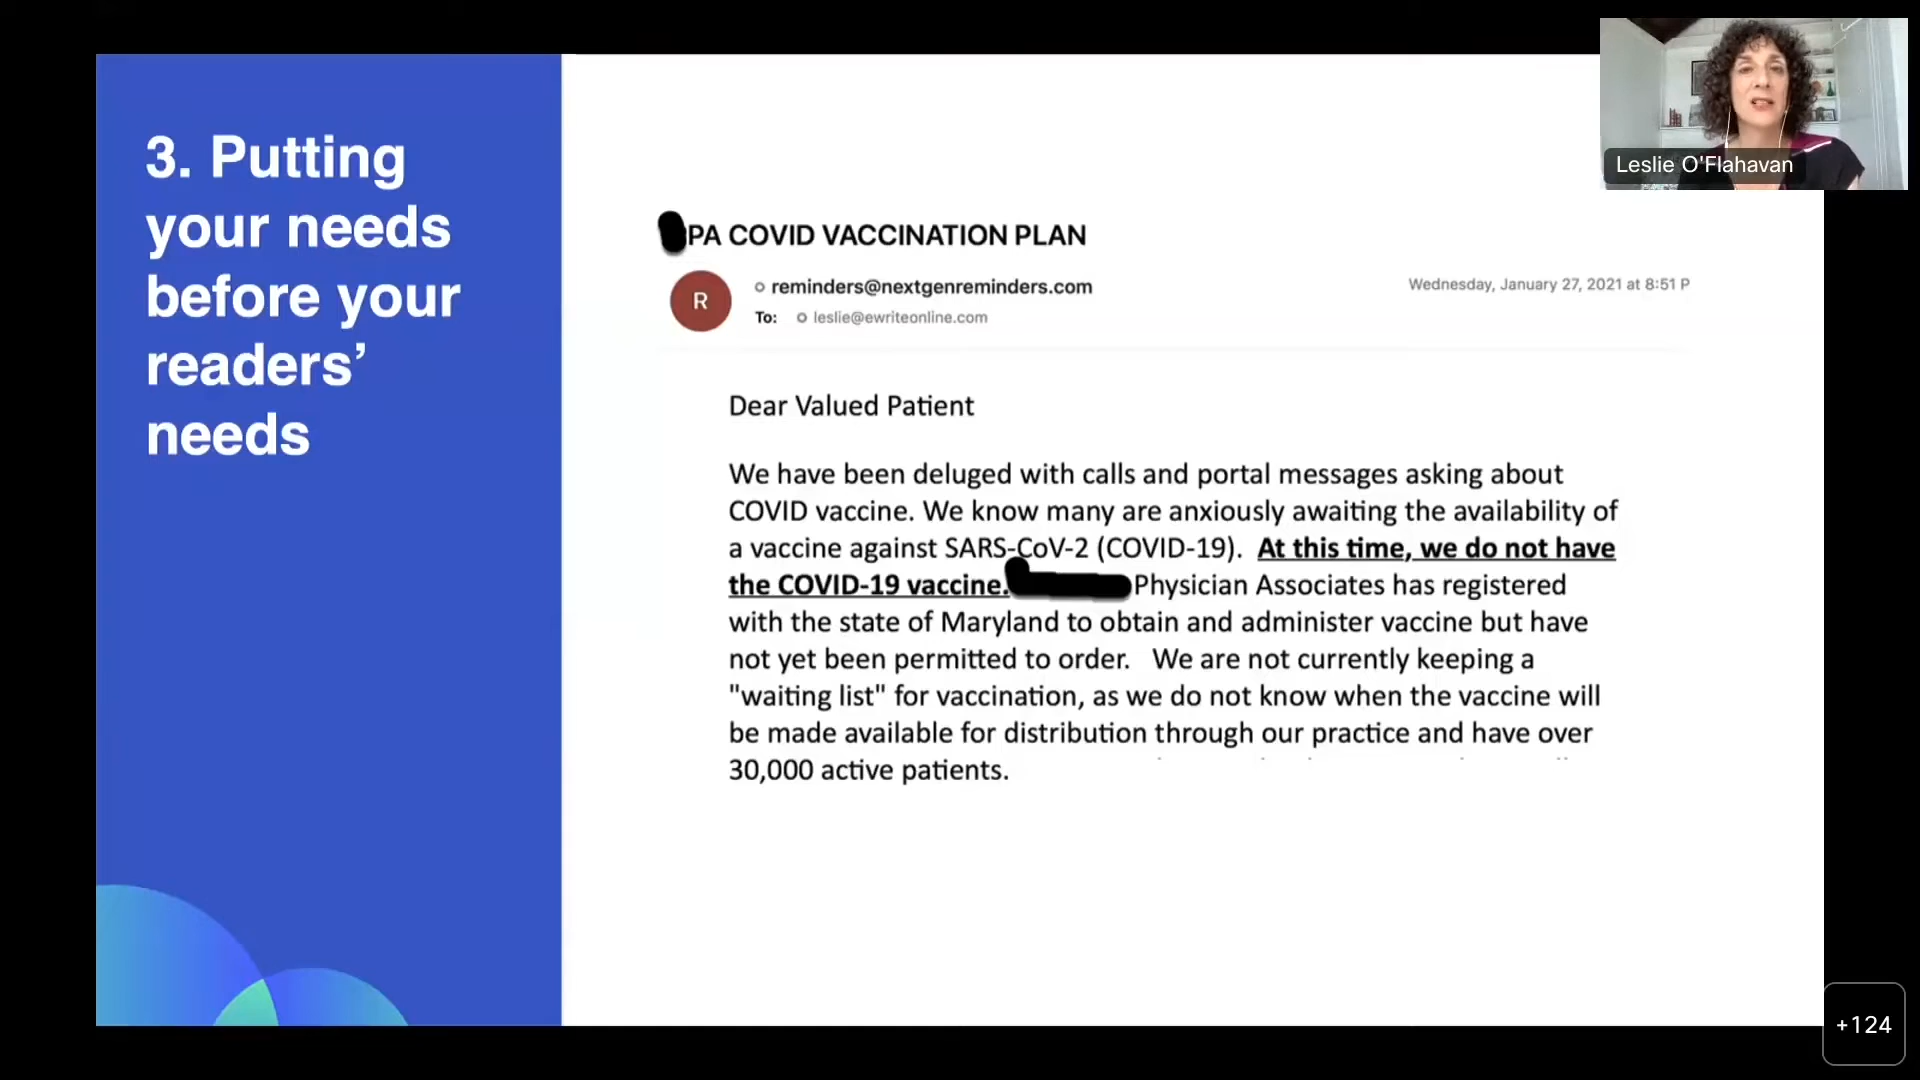 3. Putting
your needs
before your
readers’
needs
PA COVID VACCINATION PLAN
R
reminders@nextgenreminders.com
Wednesday, January 27, 2021 at 8:51 P
To: leslie@ewriteonline.com
Dear Valued Patient
We have been deluged with calls and portal messages asking about
COVID vaccine. We know many are anxiously awaiting the availability of
a vaccine against SARS-CoV-2 (COVID-19). At this time, we do not have
the COVID-19 vaccine. Physician Associates has registered
with the state of Maryland to obtain and administer vaccine but have
not yet been permitted to order. We are not currently keeping a
"waiting list" for vaccination, as we do not know when the vaccine will
be made available for distribution through our practice and have over
30,000 active patients.
Leslie O'Flahavan
+124